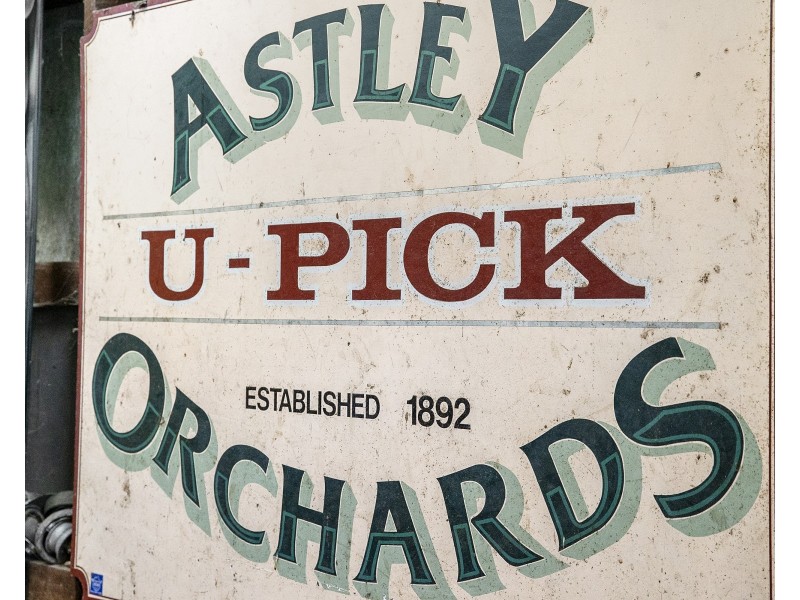 ASTLEY
U-PICK
ESTABLISHED 1892
ORCHARDS